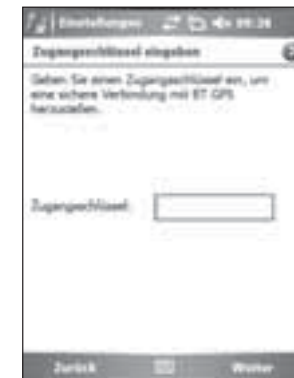 Einstellungen 09:26
Zugangsschlüssel eingeben
Geben Sie einen Zugangsschlüssel ein, um
eine sichere Verbindung mit BT GPS
herzustellen.
Zugangsschlüssel:
Zurück Weiter